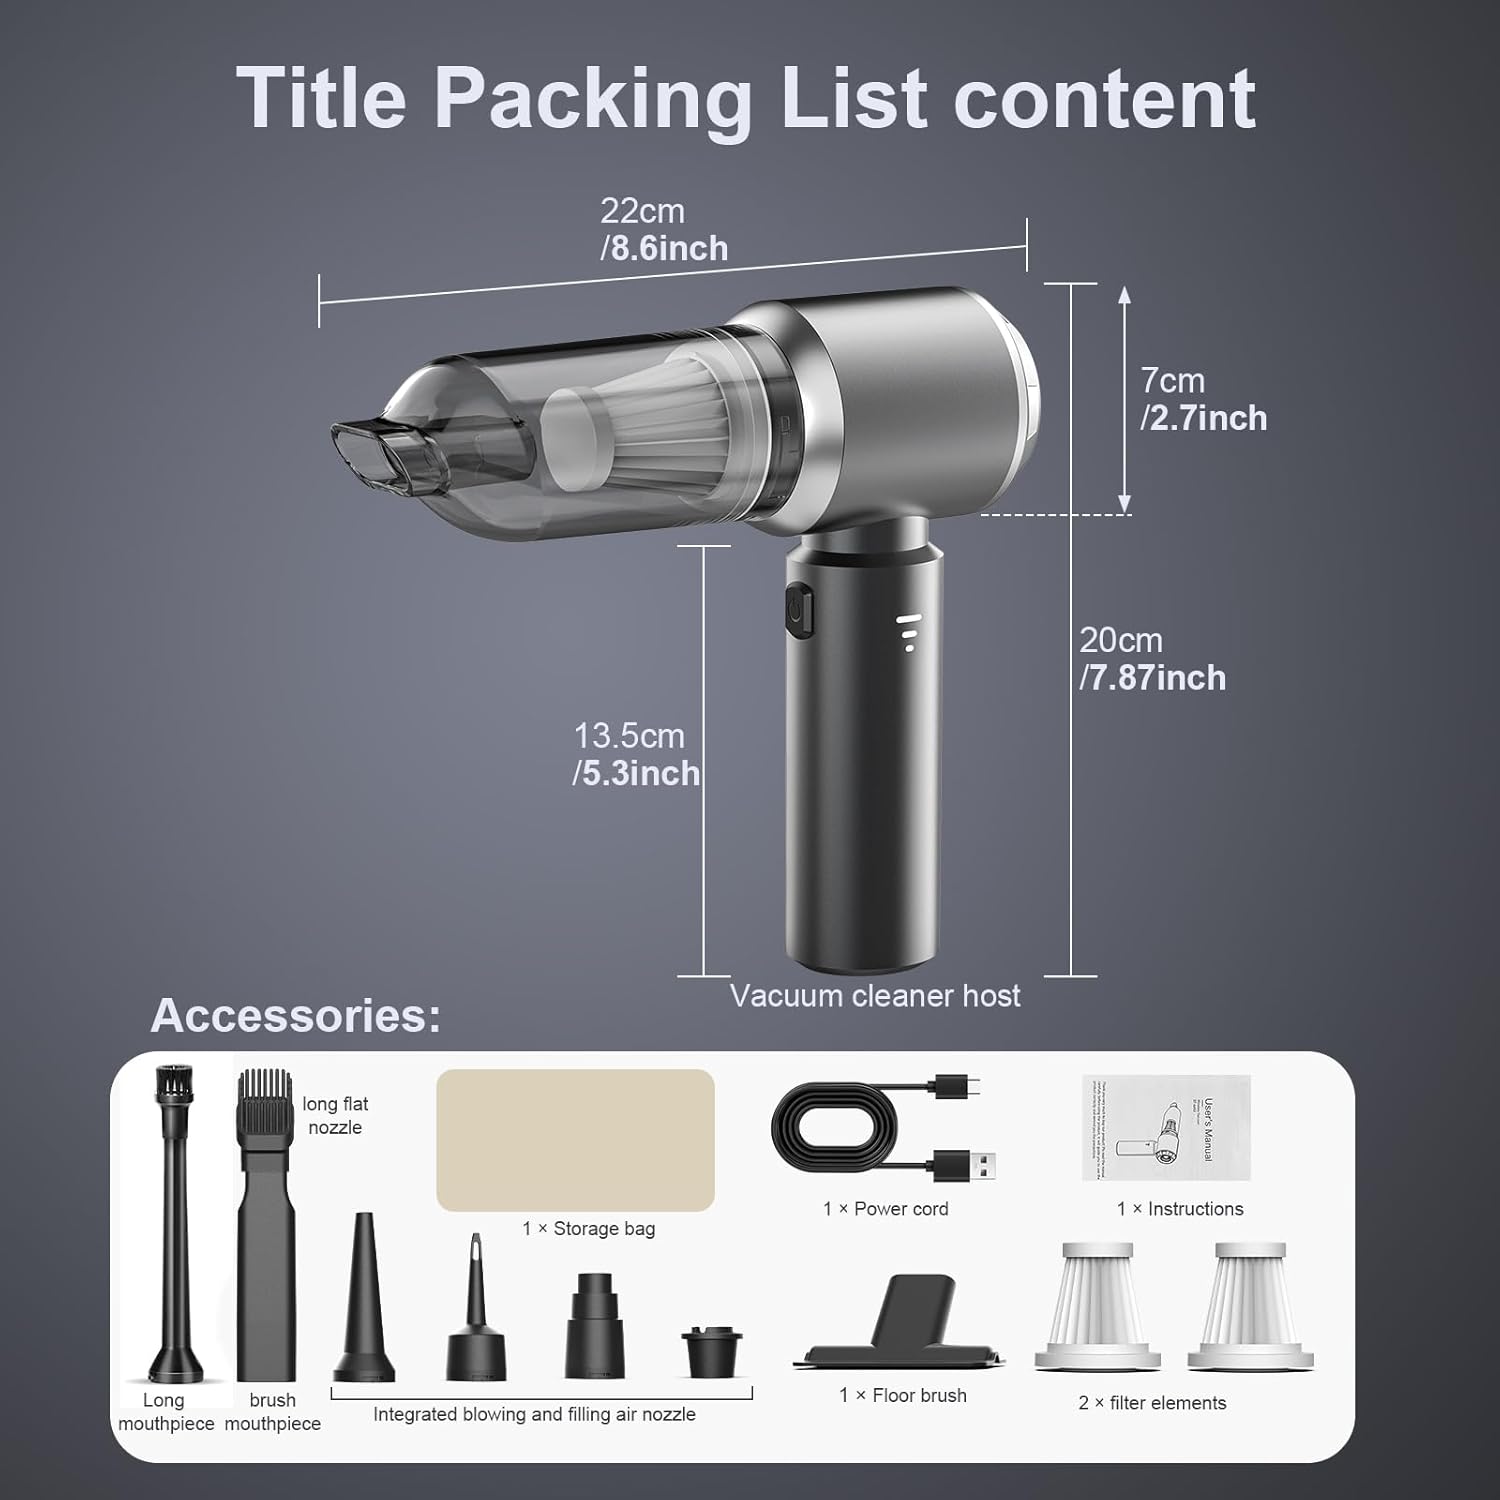 Title Packing List content
22cm
/8.6inch
7cm
/2.7inch
20cm
/7.87inch
13.5cm
/5.3inch
Vacuum cleaner host
Accessories:
long flat
nozzle
1 × Storage bag
1 × Power cord
User's Manual
1 × Instructions
Long
mouthpiece
brush
mouthpiece
Integrated blowing and filling air nozzle
1 × Floor brush
2 × filter elements